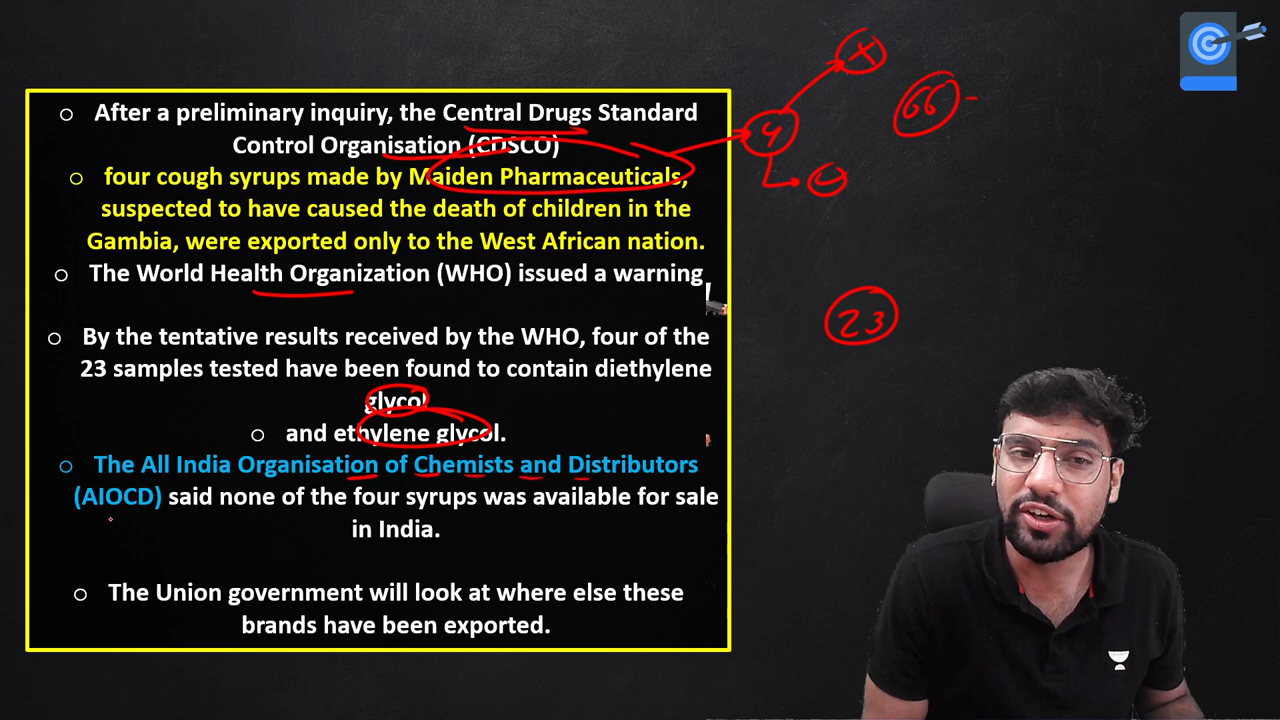 ○ After a preliminary inquiry, the Central Drugs Standard
Control Organisation (CDSCO)
○ four cough syrups made by Maiden Pharmaceuticals,
suspected to have caused the death of children in the
Gambia, were exported only to the West African nation.
○ The World Health Organization (WHO) issued a warning
○ By the tentative results received by the WHO, four of the
23 samples tested have been found to contain diethylene
glycol
○ and ethylene glycol.
○ The All India Organisation of Chemists and Distributors
(AIOCD) said none of the four syrups was available for sale
in India.
○ The Union government will look at where else these
brands have been exported.
4
66
23